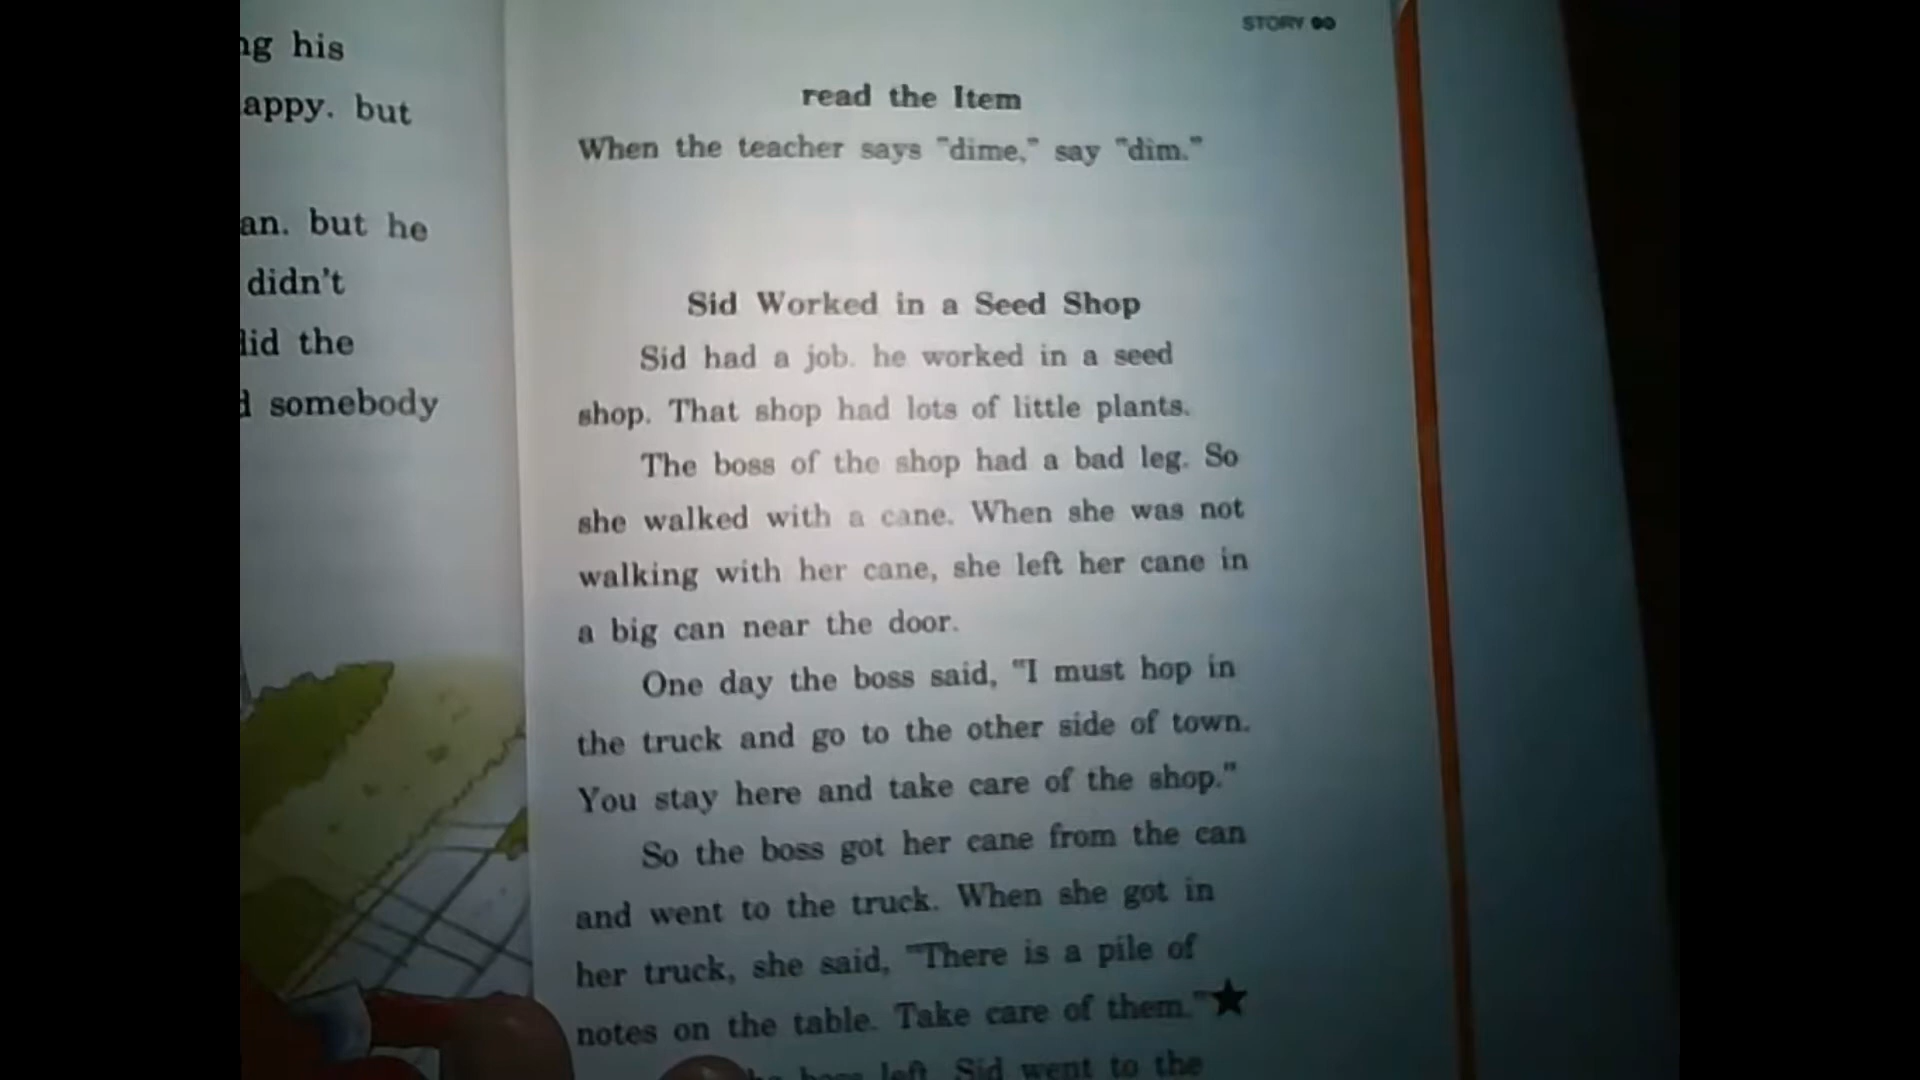 ng his
appy. but
an. but he
didn't
did the
somebody
STORY
read the Item
When the teacher says "dime," say "dim."
Sid Worked in a Seed Shop
Sid had a job. he worked in a seed
shop. That shop had lots of little plants.
The boss of the shop had a bad leg. So
she walked with a cane. When she was not
walking with her cane, she left her cane in
a big can near the door.
One day the boss said, "I must hop in
the truck and go to the other side of town.
You stay here and take care of the shop."
So the boss got her cane from the can
and went to the truck. When she got in
her truck, she said, "There is a pile of
notes on the table. Take care of them."★
boss left. Sid went to the